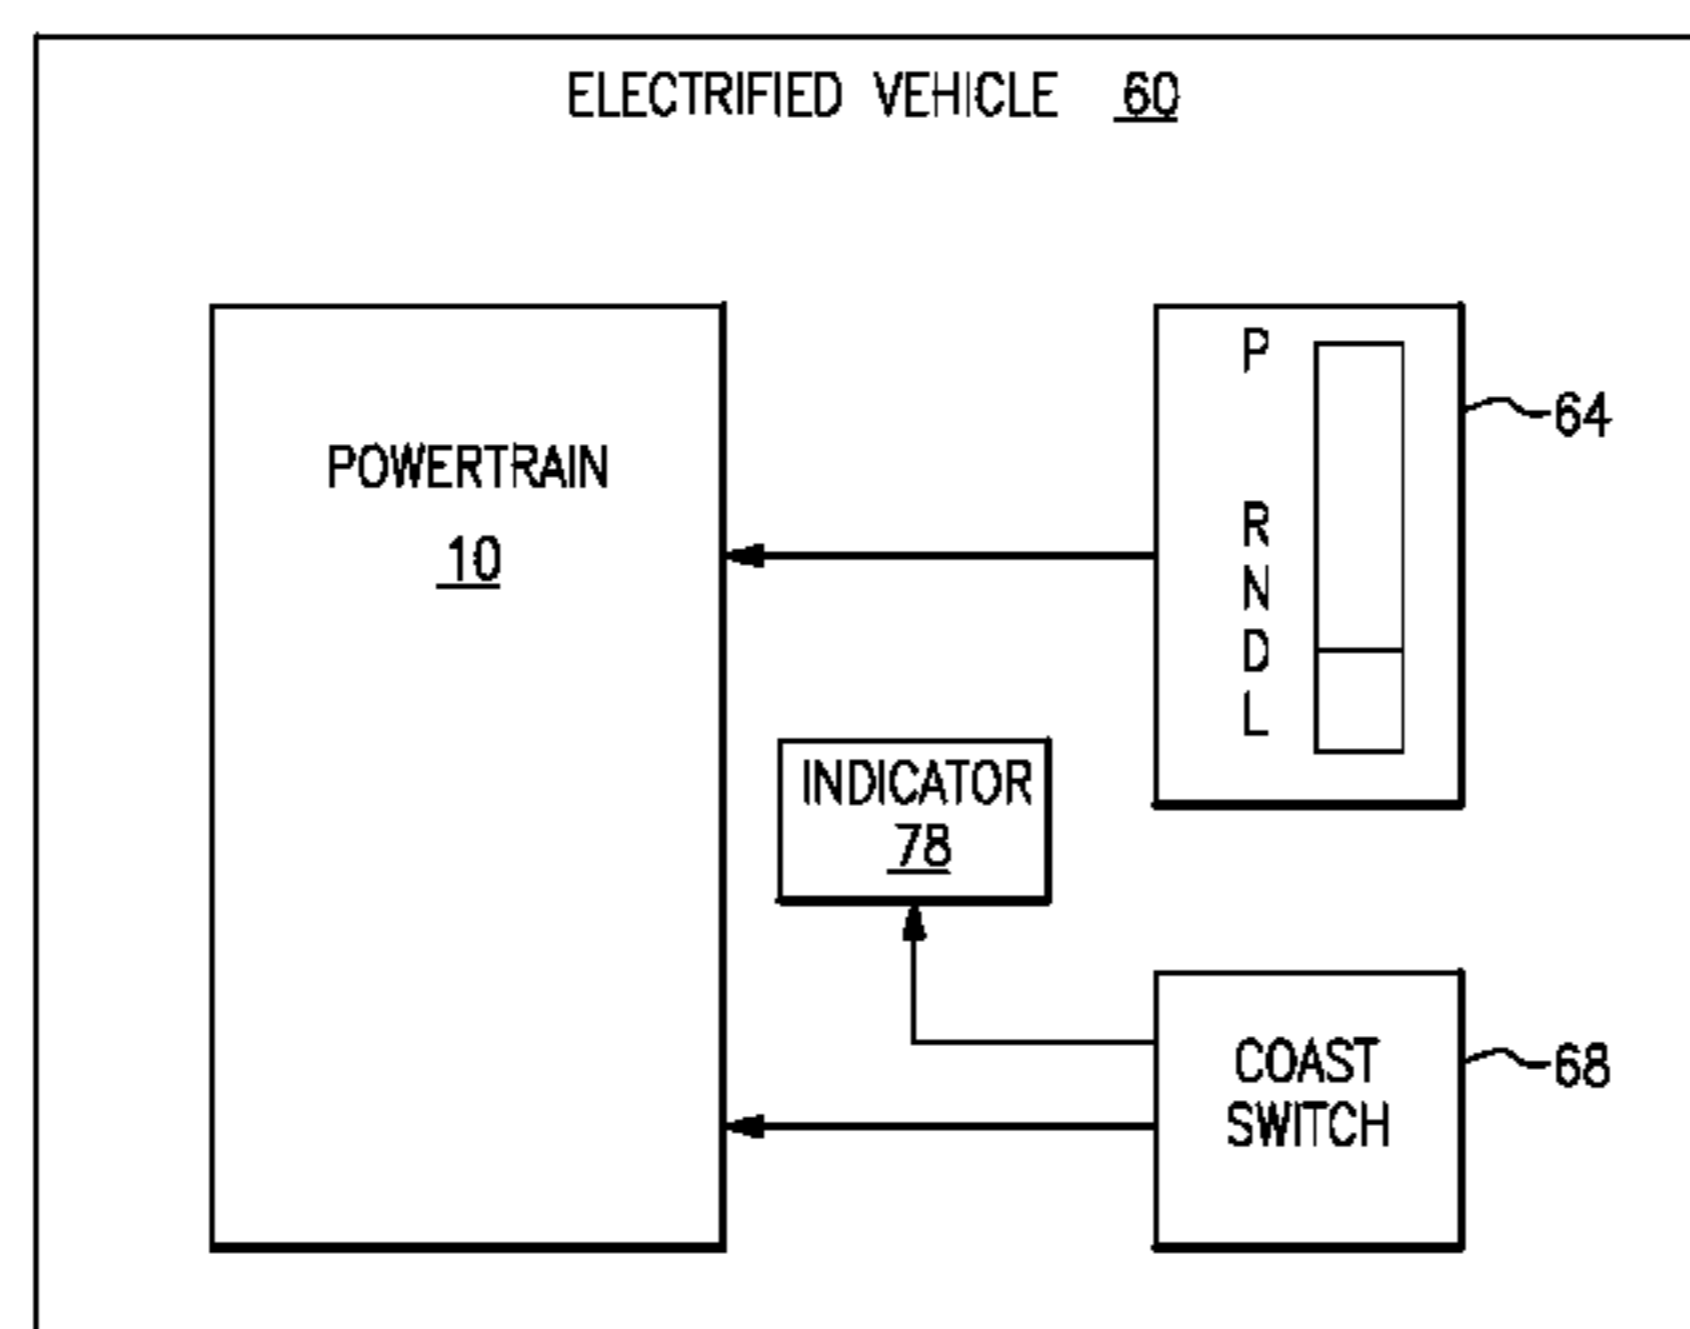 ELECTRIFIED VEHICLE 60
POWERTRAIN
10
P
R
N
D
L
64
INDICATOR
78
COAST
SWITCH
68